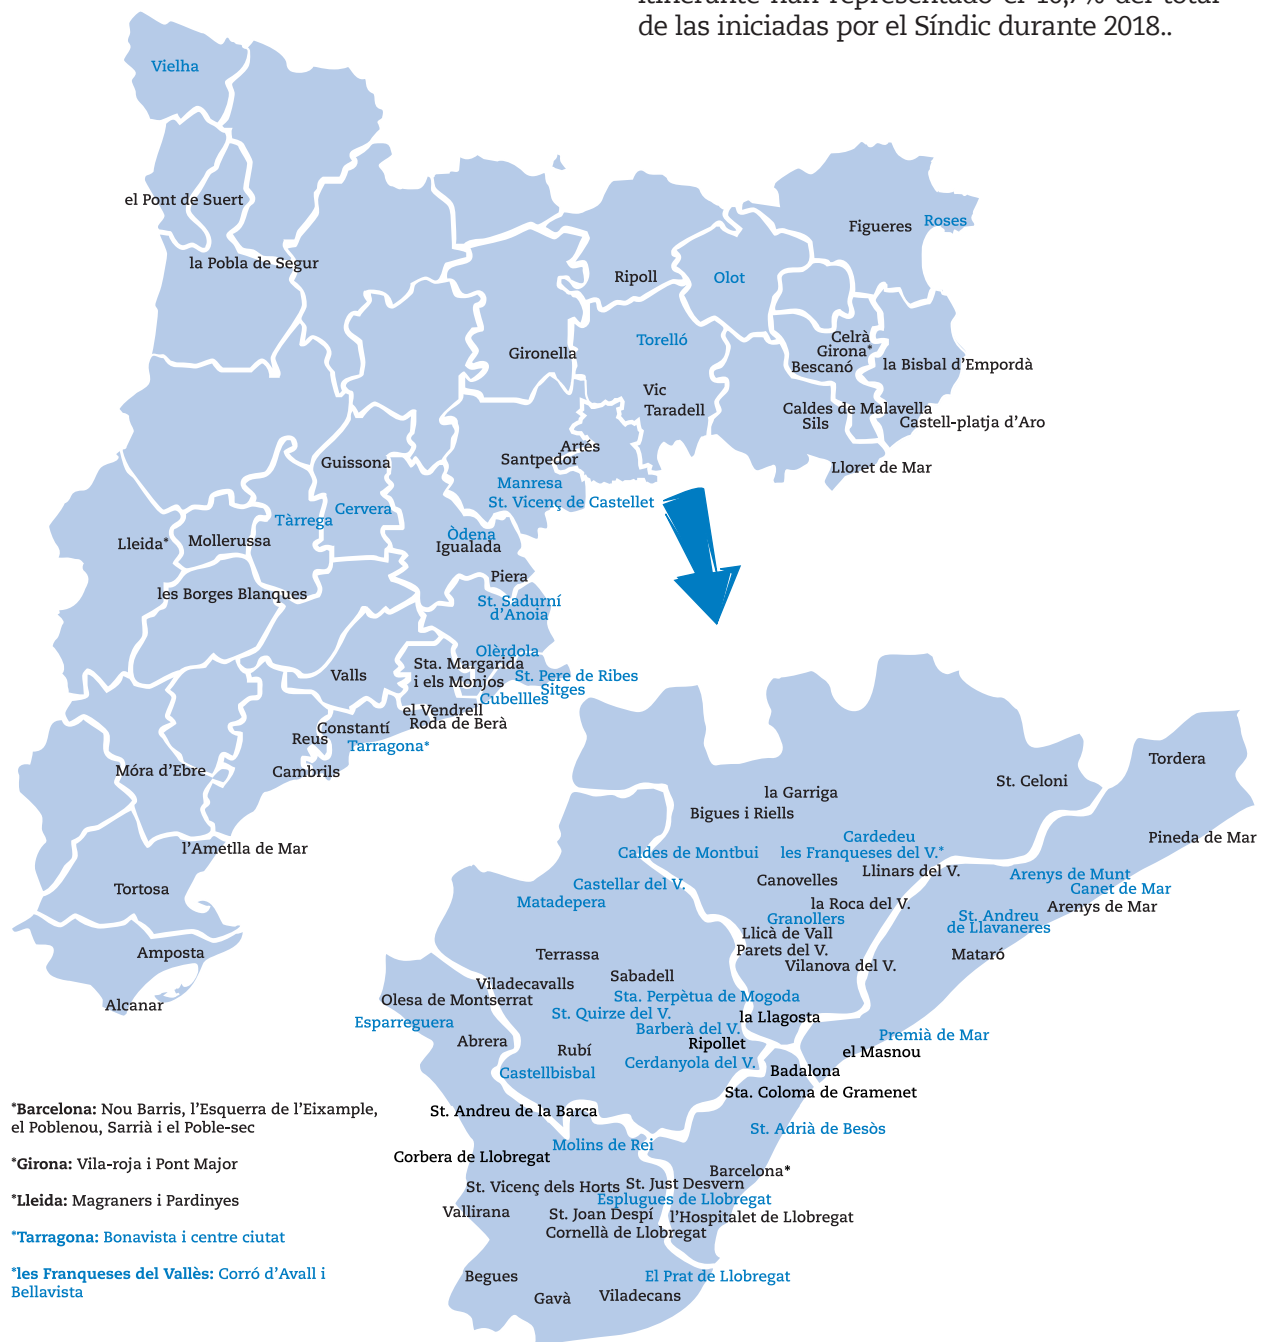 de las iniciadas por el Síndic durante 2018..
Vielha
el Pont de Suert
Figueres
Roses
la Pobla de Segur
Ripoll
Olot
Torelló
Celrà
Girona*
Gironella
Bescanó
la Bisbal d'Empordà
Vic
Taradell
Caldes de Malavella
Sils
Castell-platja d'Aro
Artés
Santpedor
Guissona
Lloret de Mar
Manresa
St. Vicenç de Castellet
Cervera
Tàrrega
Òdena
Igualada
Lleida*
Mollerussa
Piera
les Borges Blanques
St. Sadurní
d'Anoia
Olèrdola
Sta. Margarida
i els Monjos
Valls
St. Pere de Ribes
Sitges
Cubellles
el Vendrell
Roda de Berà
Constantí
Reus
Tarragona*
Móra d'Ebre
Cambrils
l'Ametlla de Mar
Tortosa
Amposta
Alcanar
Tordera
St. Celoni
la Garriga
Bigues i Riells
Cardedeu
Pineda de Mar
Caldes de Montbui
les Franqueses del V.*
Llinars del V.
Arenys de Munt
Castellar del V.
Canovelles
Canet de Mar
Matadepera
la Roca del V.
Arenys de Mar
Granollers
St. Andreu
de Llavaneres
Llicà de Vall
Terrassa
Parets del V.
Mataró
Vilanova del V.
Sabadell
Viladecavalls
Olesa de Montserrat
Sta. Perpètua de Mogoda
St. Quirze del V.
la Llagosta
Esparreguera
Barberà del V.
Premià de Mar
Abrera
Ripollet
Rubí
el Masnou
Cerdanyola del V.
Castellbisbal
Badalona
Sta. Coloma de Gramenet
St. Andreu de la Barca
St. Adrià de Besòs
Molins de Rei
Corbera de Llobregat
Barcelona*
St. Vicenç dels Horts
St. Just Desvern
Esplugues de Llobregat
Vallirana
St. Joan Despí
l'Hospitalet de Llobregat
Cornellà de Llobregat
Begues
El Prat de Llobregat
Gavà
Viladecans
*Barcelona: Nou Barris, l'Esquerra de l'Eixample,
el Poblenou, Sarrià i el Poble-sec
*Girona: Vila-roja i Pont Major
*Lleida: Magraners i Pardinyes
*Tarragona: Bonavista i centre ciutat
*les Franqueses del Vallès: Corró d'Avall i
Bellavista